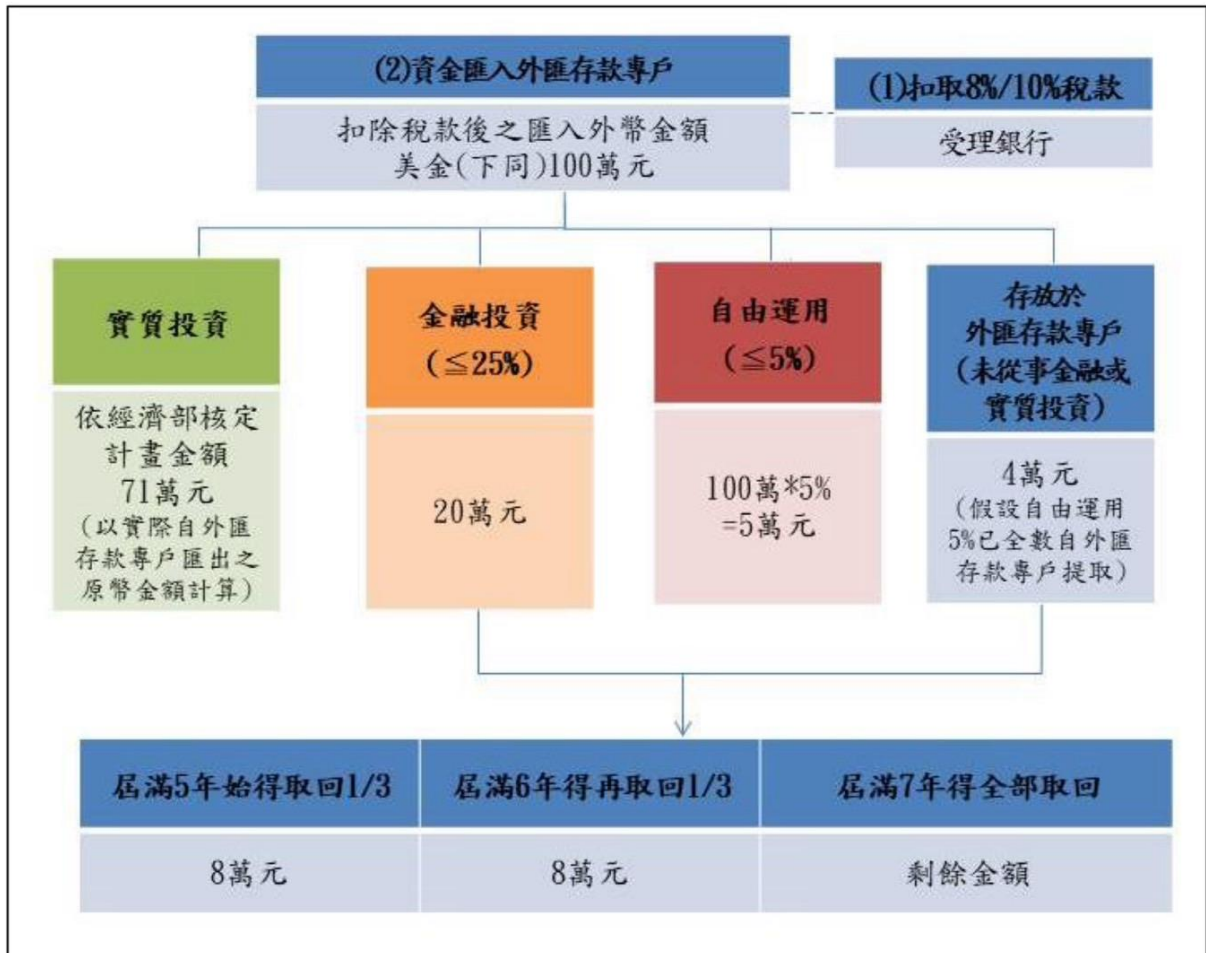 (2)資金匯入外匯存款專戶
扣除稅款後之匯入外幣金額
美金(下同)100萬元
(1)扣取8%/10%稅款
受理銀行
實質投資
依經濟部核定
計畫金額
71萬元
(以實際自外匯
存款專戶匯出之
原幣金額計算)
金融投資
(≦25%)
20萬元
自由運用
(≦5%)
100萬*5%
=5萬元
存放於
外匯存款專戶
(未從事金融或
實質投資)
4萬元
(假設自由運用
5%已全數自外匯
存款專戶提取)
屆滿5年始得取回1/3
屆滿6年得再取回1/3
屆滿7年得全部取回
8萬元
8萬元
剩餘金額